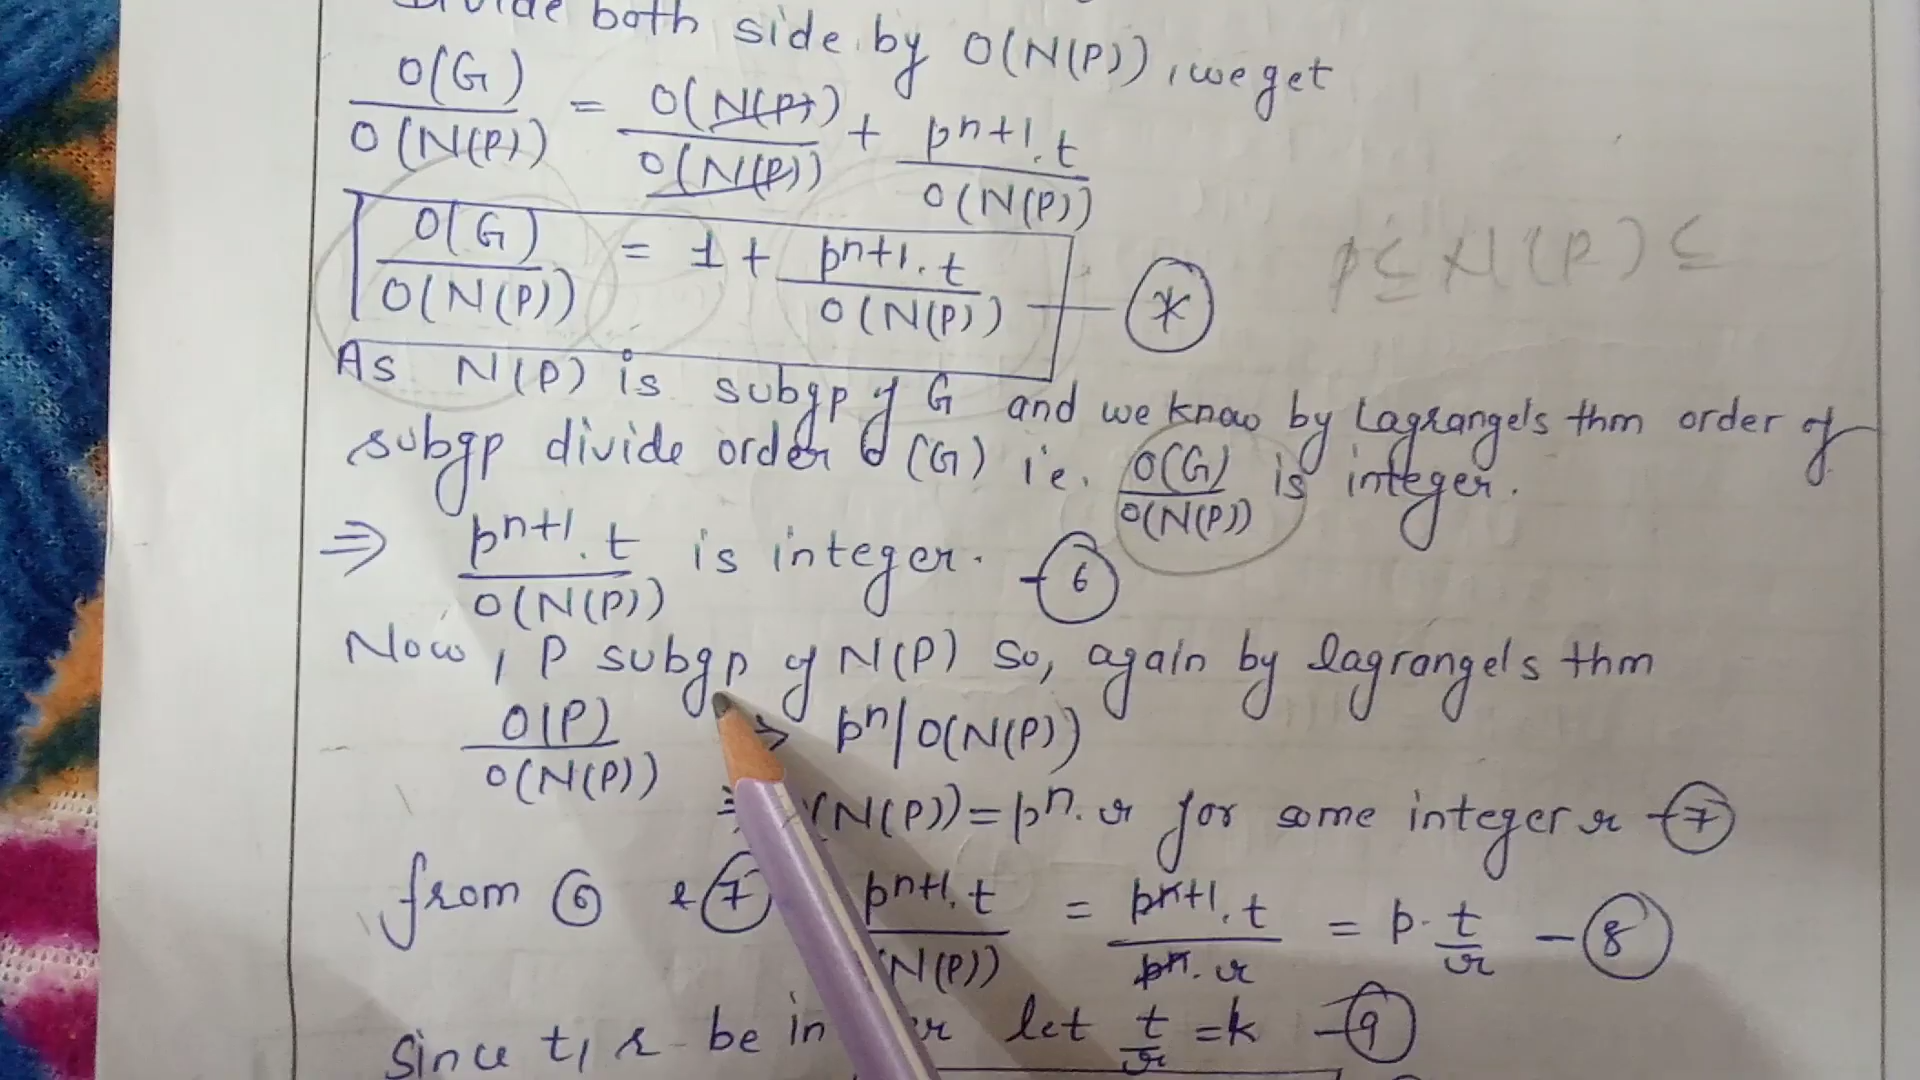 Divide both side by O(N(P)), we get
O(G)/O(N(P)) = O(N(P))/O(N(P)) + p^n+1.t/O(N(P))
O(G)/O(N(P)) = 1 + p^n+1.t/O(N(P)) — *
As N(P) is subgp of G and we know by Lagrange's thm order of
subgp divide order O(G) i.e. O(G)/O(N(P)) is integer.
⇒ p^n+1.t/O(N(P)) is integer. - 6
Now, P subgp of N(P) so, again by lagrange's thm
O(P)/O(N(P)) ⇒ p^n/O(N(P))
(N(P)) = p^n.r for some integer r - 7
from 6 & 7 p^n+1.t/N(P)) = p^n+1.t/p^n.r = p.t/r - 8
Since t, r be in er let t/r = k - 9